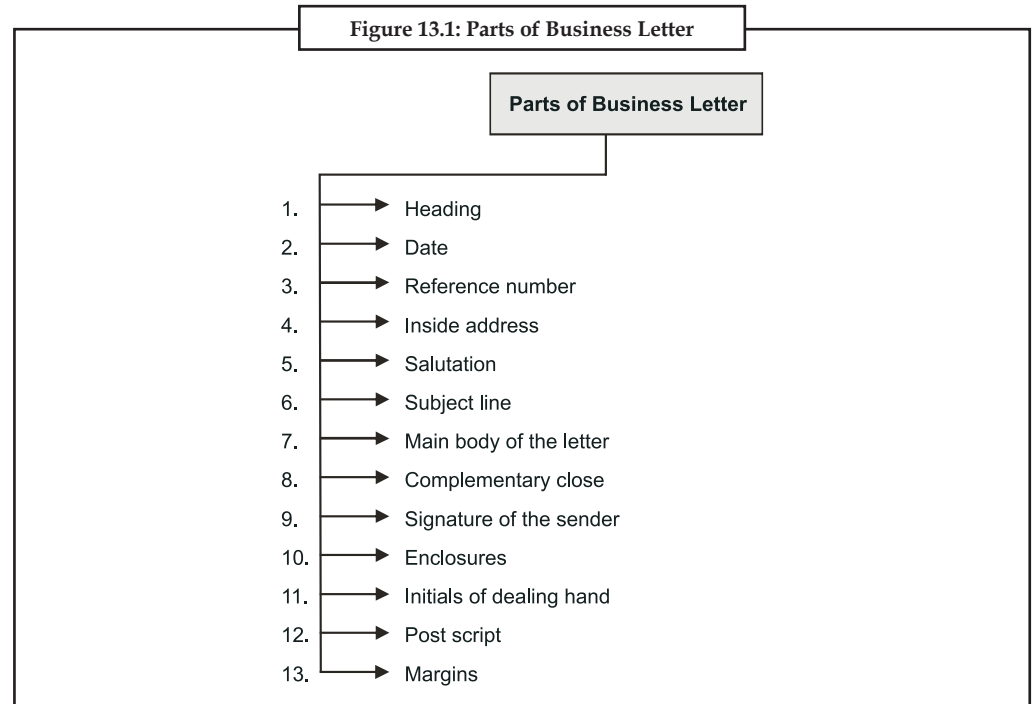 Figure 13.1: Parts of Business Letter
Parts of Business Letter
1. Heading
2. Date
3. Reference number
4. Inside address
5. Salutation
6. Subject line
7. Main body of the letter
8. Complementary close
9. Signature of the sender
10. Enclosures
11. Initials of dealing hand
12. Post script
13. Margins